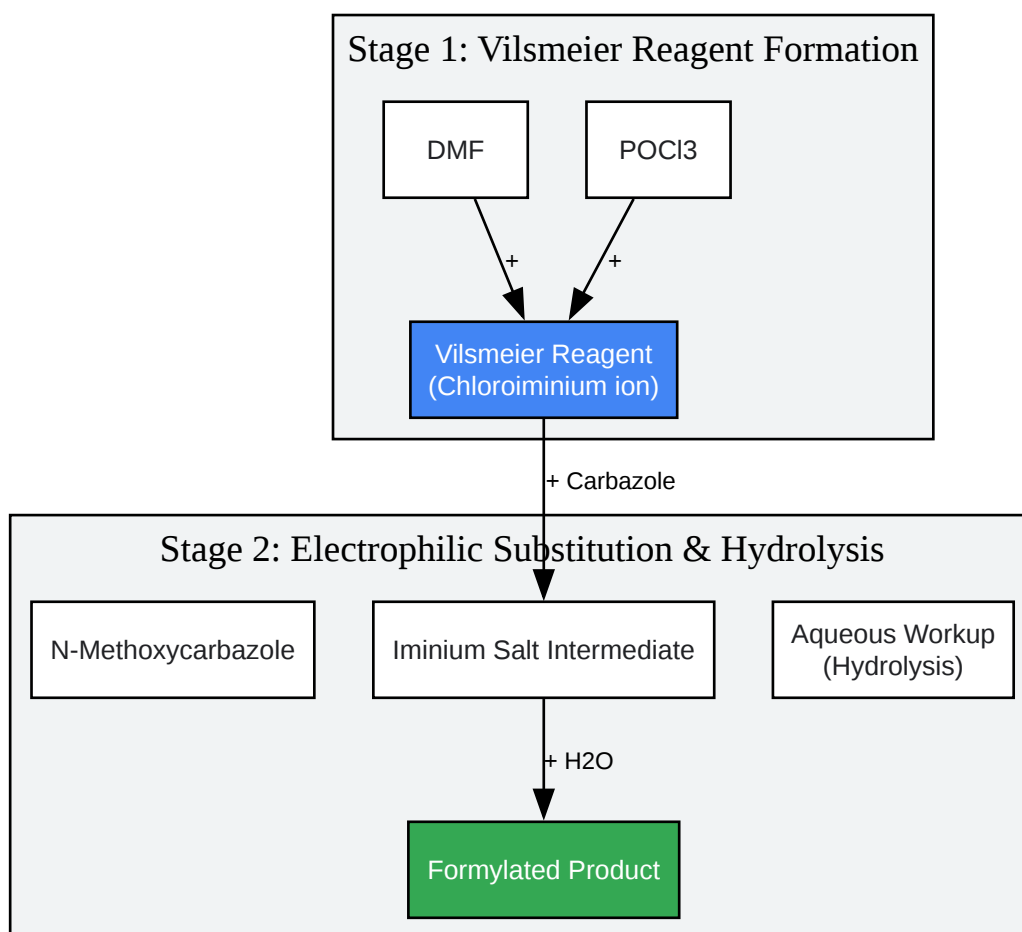 Stage 1: Vilsmeier Reagent Formation
DMF
POCl3
+
+
Vilsmeier Reagent
(Chloroiminium ion)
+ Carbazole
Stage 2: Electrophilic Substitution & Hydrolysis
N-Methoxycarbazole
Iminium Salt Intermediate
Aqueous Workup
(Hydrolysis)
+ H2O
Formylated Product